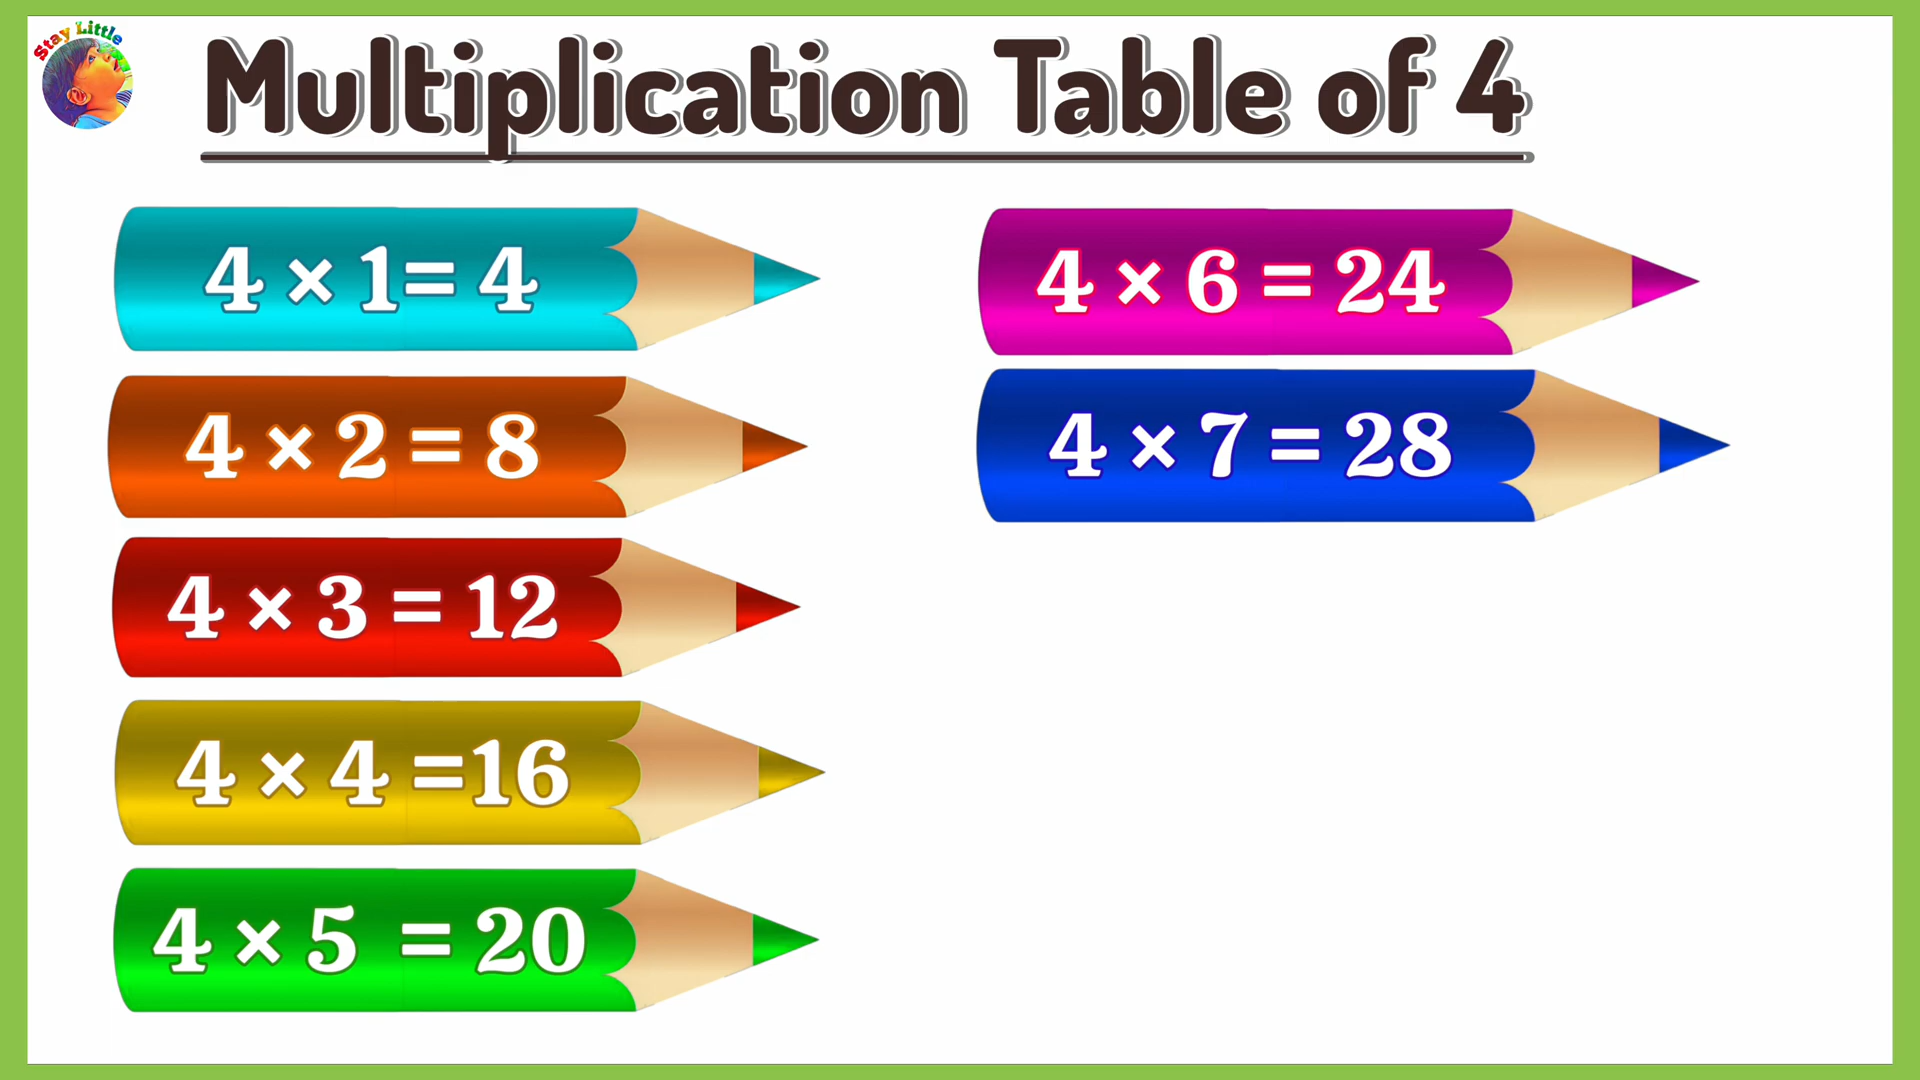 Stay Little
Multiplication Table of 4
4 × 1= 4
4 × 2 = 8
4 × 3 = 12
4 × 4 =16
4 × 5 = 20
4 × 6 = 24
4 × 7 = 28